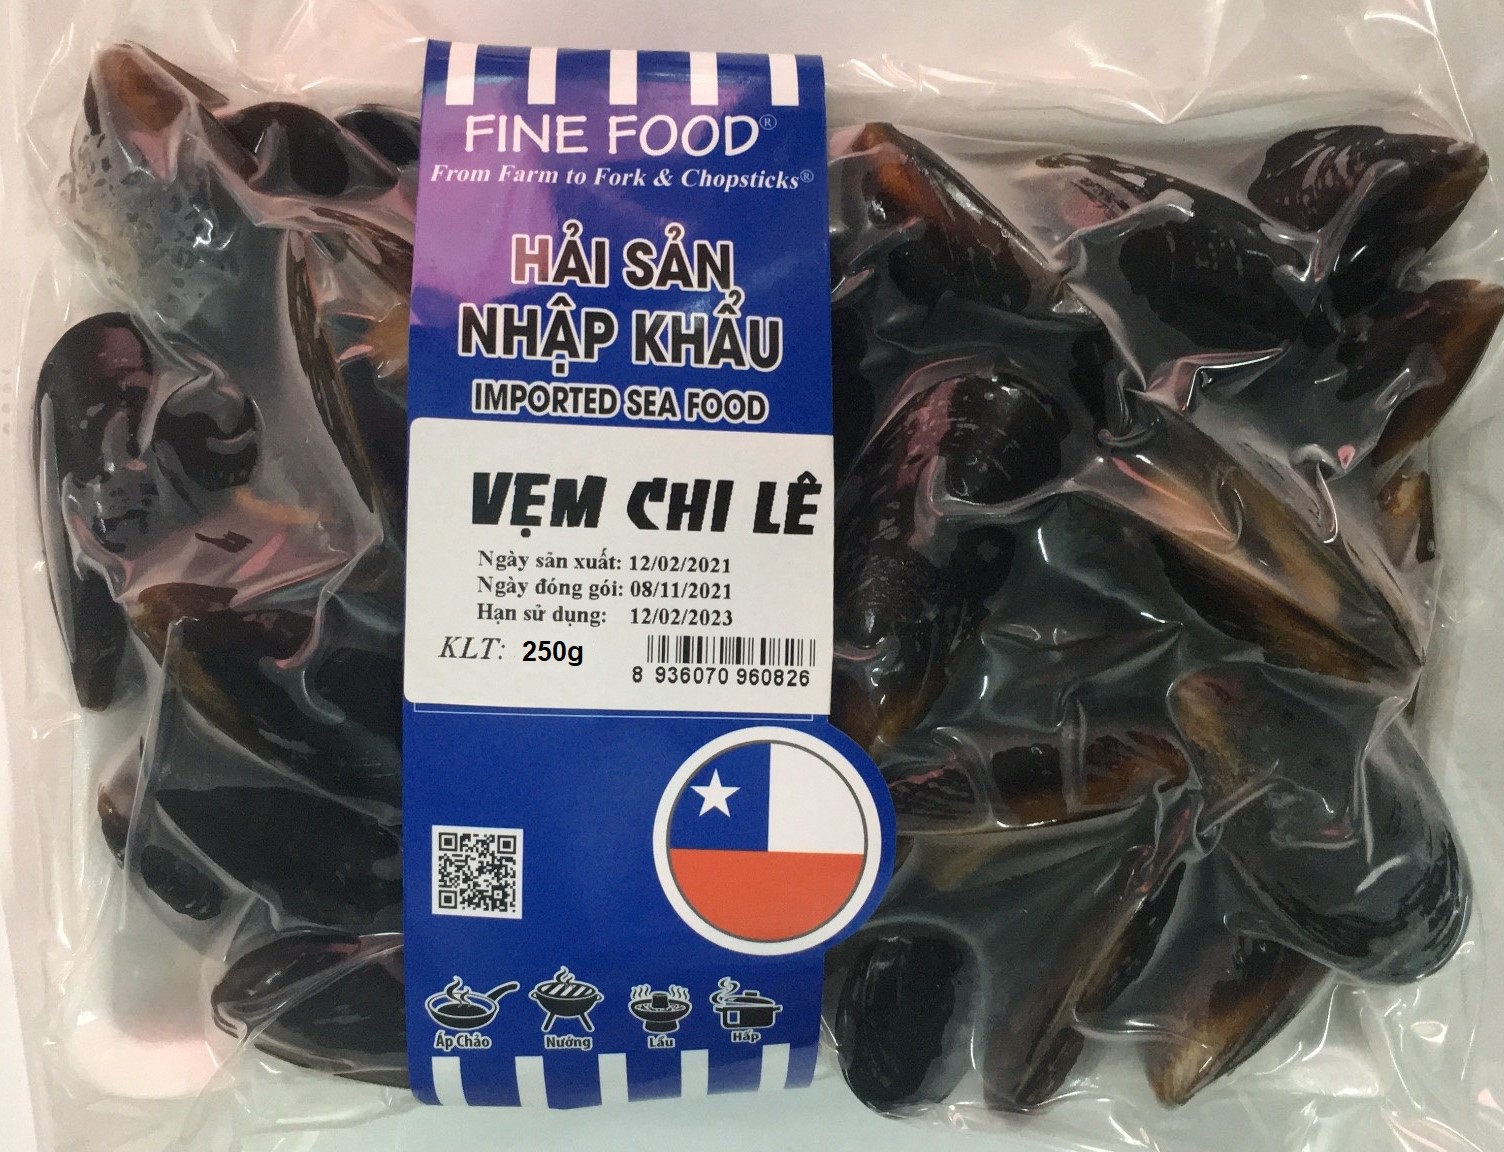 FINE FOOD®
From Farm to Fork & Chopsticks®
HẢI SẢN
NHẬP KHẨU
IMPORTED SEA FOOD
VẸM CHI LÊ
Ngày sản xuất: 12/02/2021
Ngày đóng gói: 08/11/2021
Hạn sử dụng: 12/02/2023
KLT: 250g
8 936070 960826
Áp Chảo Nướng Lẩu Hấp